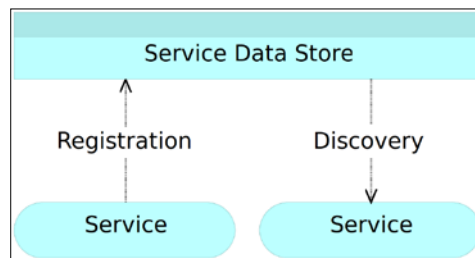 Service Data Store
Registration
Discovery
Service
Service